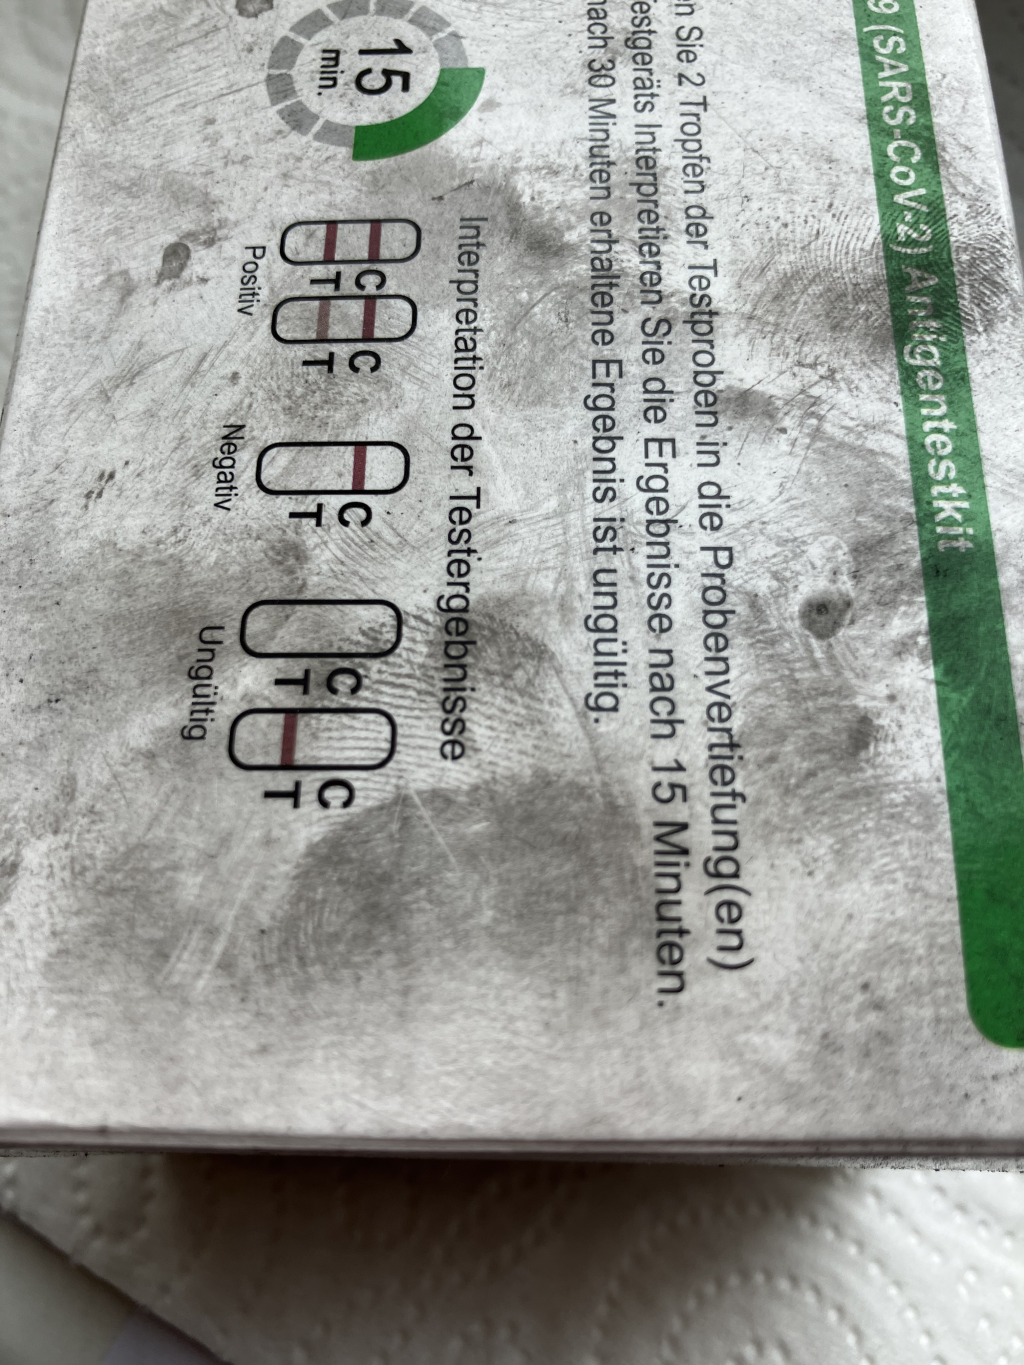 9 (SARS-CoV-2) Antigentestkit
en Sie 2 Tropfen der Testproben in die Probenvertiefung(en)
estgeräts Interpretieren Sie die Ergebnisse nach 15 Minuten.
nach 30 Minuten erhaltene Ergebnis ist ungültig.
15
min.
Interpretation der Testergebnisse
C C C C C
T T T T T
Positiv Negativ Ungültig